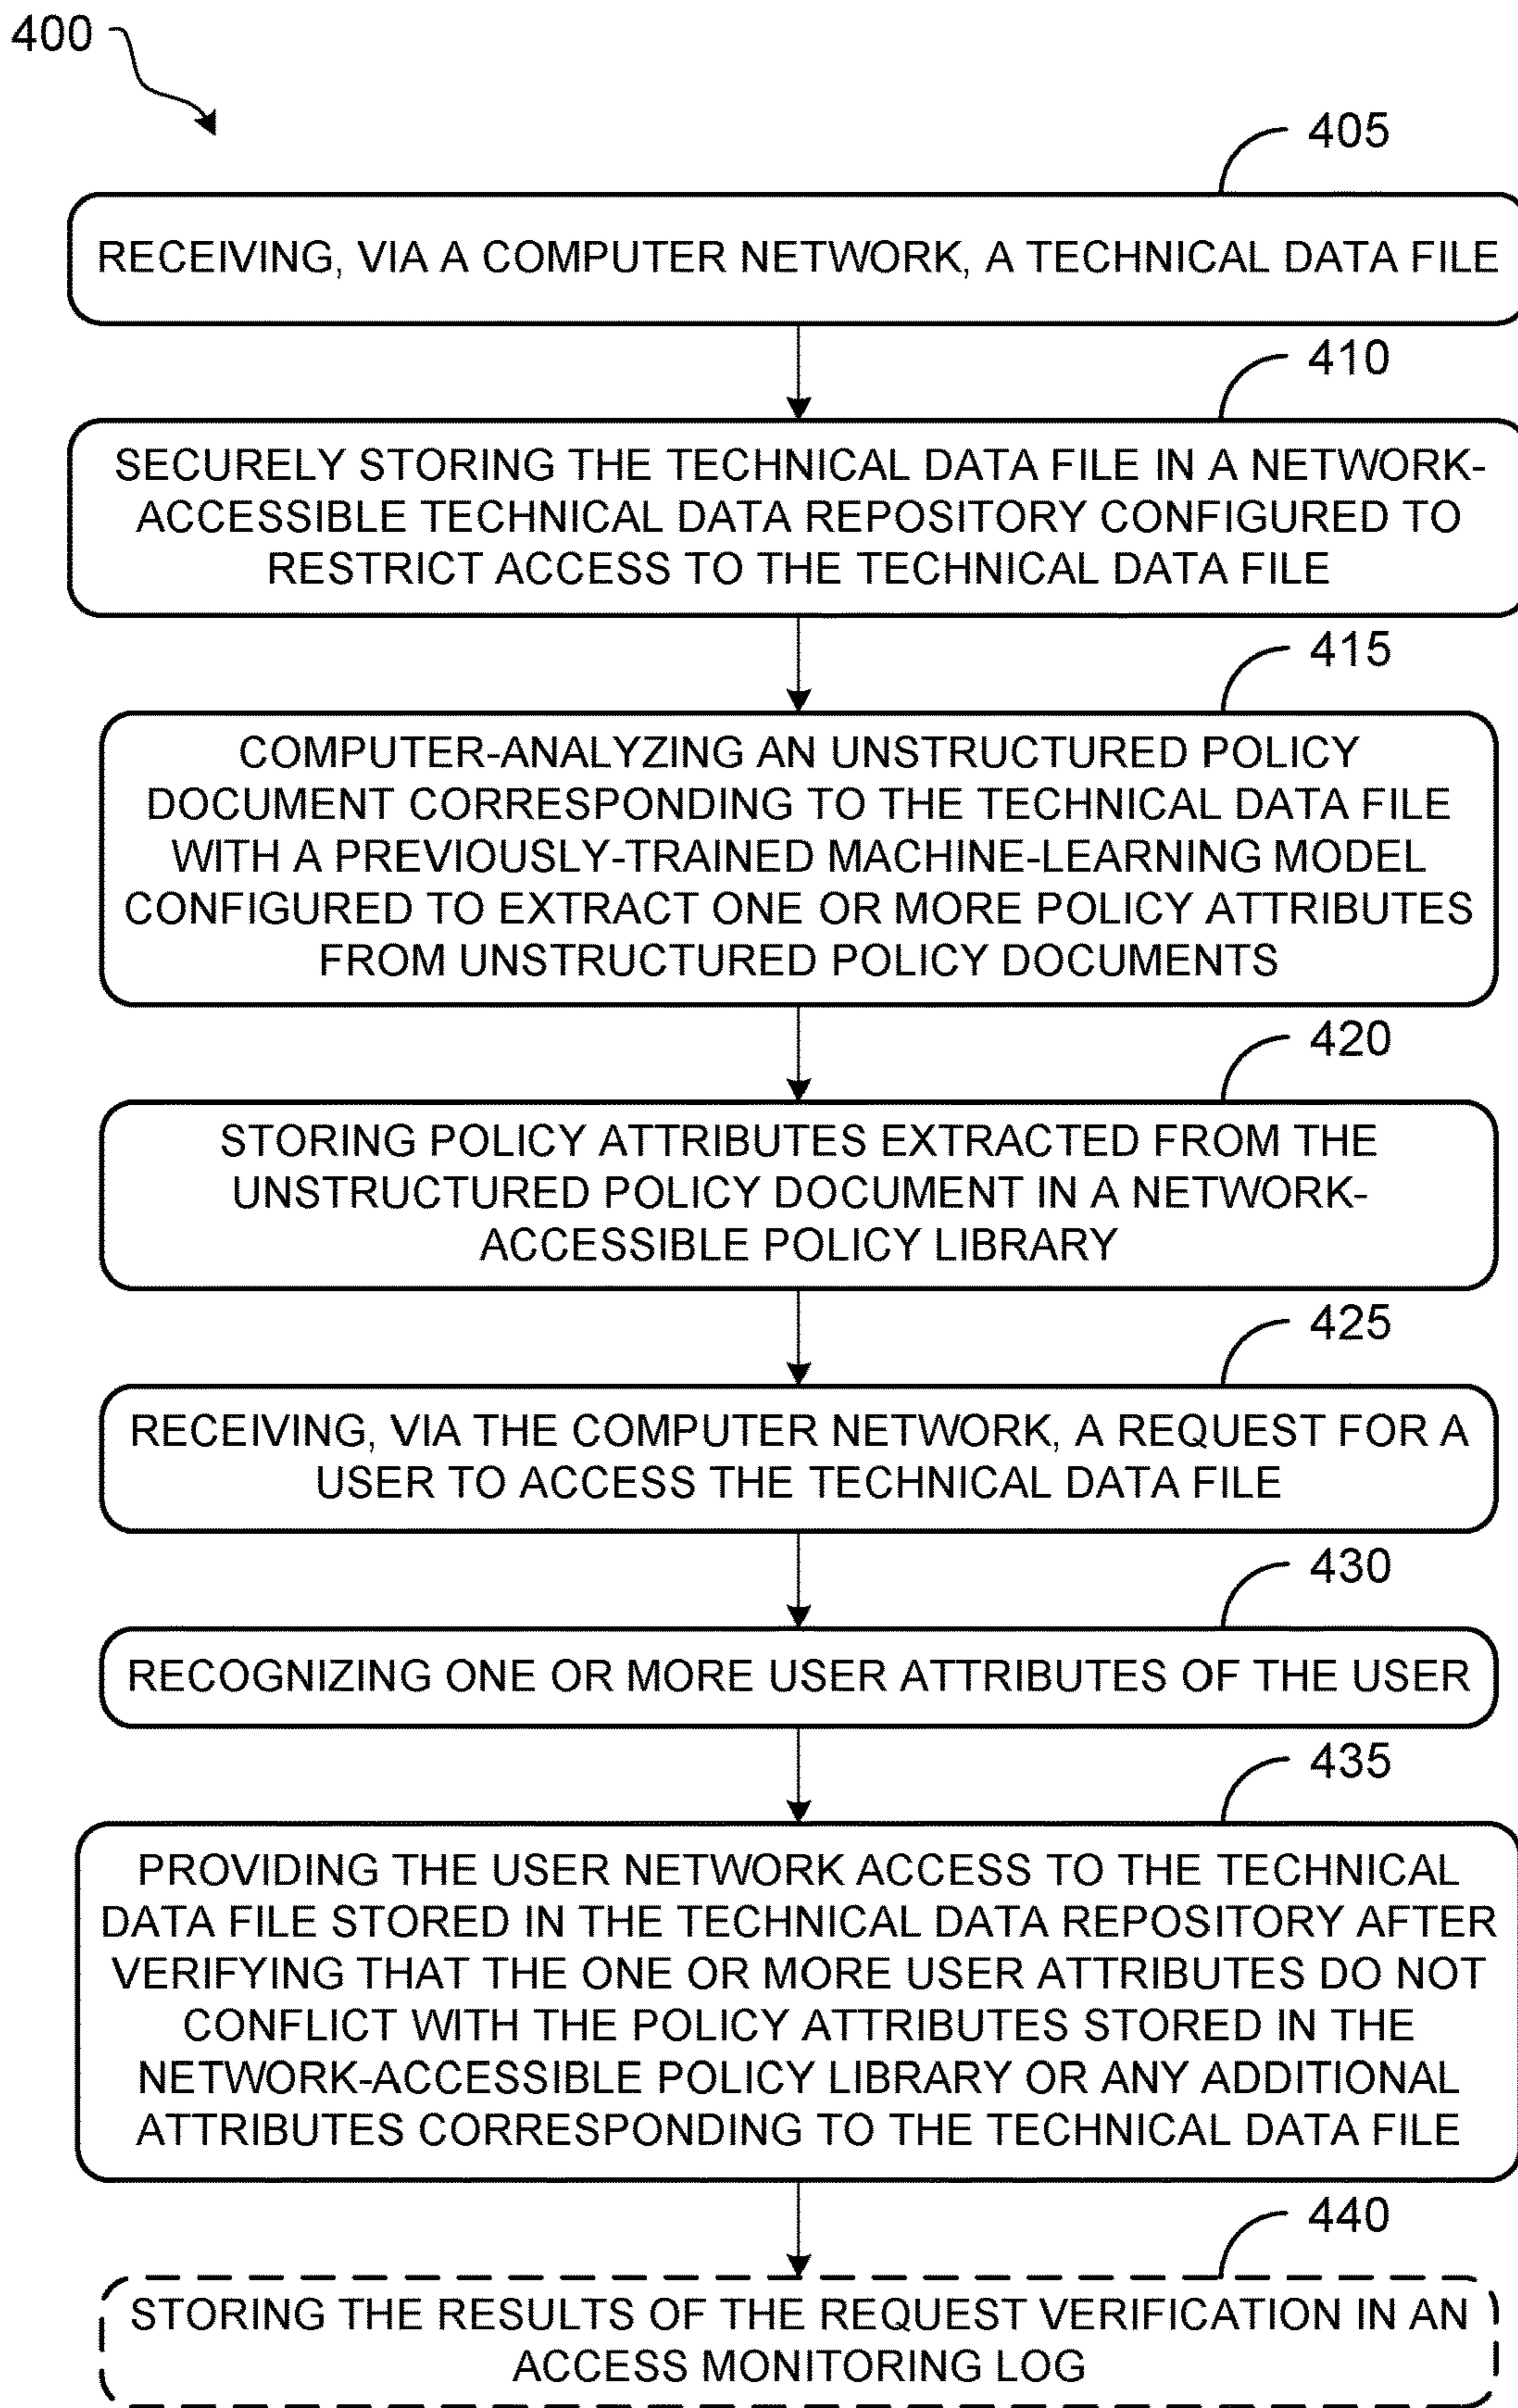 400
405
RECEIVING, VIA A COMPUTER NETWORK, A TECHNICAL DATA FILE
410
SECURELY STORING THE TECHNICAL DATA FILE IN A NETWORK-
ACCESSIBLE TECHNICAL DATA REPOSITORY CONFIGURED TO
RESTRICT ACCESS TO THE TECHNICAL DATA FILE
415
COMPUTER-ANALYZING AN UNSTRUCTURED POLICY
DOCUMENT CORRESPONDING TO THE TECHNICAL DATA FILE
WITH A PREVIOUSLY-TRAINED MACHINE-LEARNING MODEL
CONFIGURED TO EXTRACT ONE OR MORE POLICY ATTRIBUTES
FROM UNSTRUCTURED POLICY DOCUMENTS
420
STORING POLICY ATTRIBUTES EXTRACTED FROM THE
UNSTRUCTURED POLICY DOCUMENT IN A NETWORK-
ACCESSIBLE POLICY LIBRARY
425
RECEIVING, VIA THE COMPUTER NETWORK, A REQUEST FOR A
USER TO ACCESS THE TECHNICAL DATA FILE
430
RECOGNIZING ONE OR MORE USER ATTRIBUTES OF THE USER
435
PROVIDING THE USER NETWORK ACCESS TO THE TECHNICAL
DATA FILE STORED IN THE TECHNICAL DATA REPOSITORY AFTER
VERIFYING THAT THE ONE OR MORE USER ATTRIBUTES DO NOT
CONFLICT WITH THE POLICY ATTRIBUTES STORED IN THE
NETWORK-ACCESSIBLE POLICY LIBRARY OR ANY ADDITIONAL
ATTRIBUTES CORRESPONDING TO THE TECHNICAL DATA FILE
440
STORING THE RESULTS OF THE REQUEST VERIFICATION IN AN
ACCESS MONITORING LOG